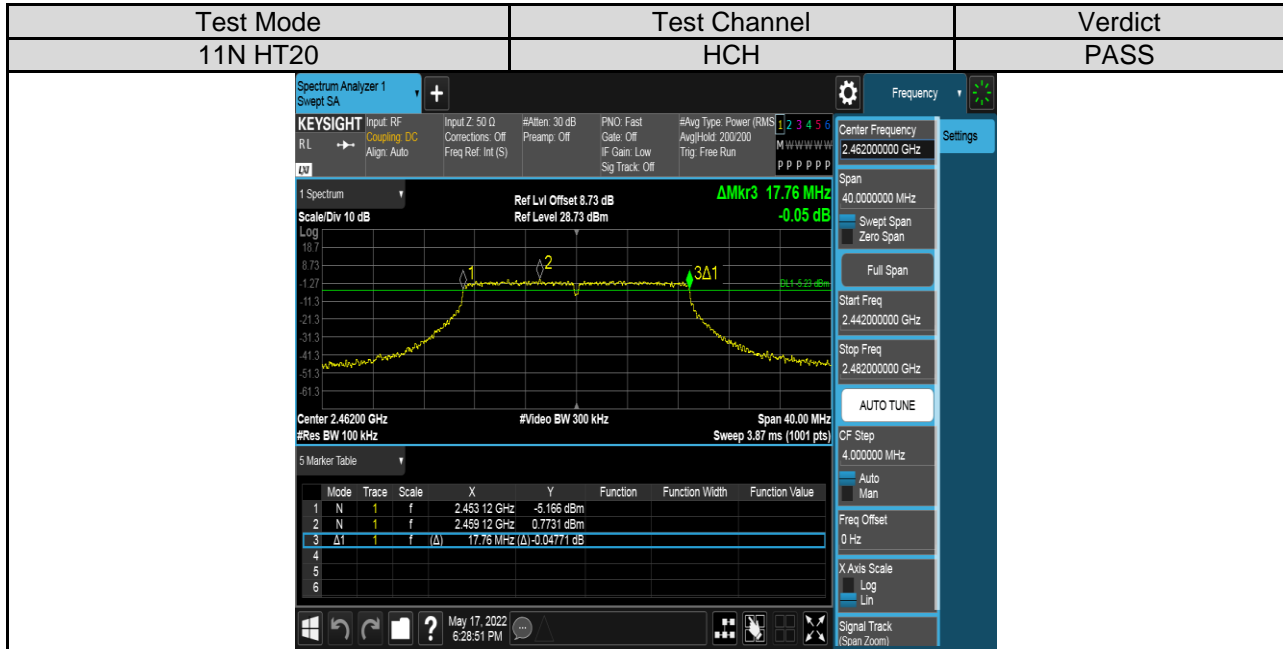 Test Mode Test Channel Verdict
11N HT20 HCH PASS
Spectrum Analyzer 1
Swept SA
+
Frequency
KEYSIGHT Input: RF Input Z: 50 Ω #Atten: 30 dB PNO: Fast #Avg Type: Power (RMS 1 2 3 4 5 6
RL Coupling: DC Corrections: Off Preamp: Off Gate: Off Avg|Hold: 200/200 M W W W W W
Align: Auto Freq Ref: Int (S) IF Gain: Low Trig: Free Run
LXI Sig Track: Off P P P P P P
Center Frequency
2.462000000 GHz
Settings
1 Spectrum
Ref Lvl Offset 8.73 dB
ΔMkr3 17.76 MHz
Scale/Div 10 dB Ref Level 28.73 dBm -0.05 dB
Log
18.7
8.73
-1.27
-11.3
-21.3
-31.3
-41.3
-51.3
-61.3
1
2
3Δ1
DL1 -5.23 dBm
Center 2.46200 GHz #Video BW 300 kHz Span 40.00 MHz
#Res BW 100 kHz Sweep 3.87 ms (1001 pts)
Span
40.0000000 MHz
Swept Span
Zero Span
Full Span
Start Freq
2.442000000 GHz
Stop Freq
2.482000000 GHz
AUTO TUNE
CF Step
4.000000 MHz
Auto
Man
Freq Offset
0 Hz
X Axis Scale
Log
Lin
Signal Track
(Span Zoom)
5 Marker Table
Mode Trace Scale X Y Function Function Width Function Value
1 N 1 f 2.453 12 GHz -5.166 dBm
2 N 1 f 2.459 12 GHz 0.7731 dBm
3 Δ1 1 f (Δ) 17.76 MHz (Δ) -0.04771 dB
4
5
6
? May 17, 2022
6:28:51 PM